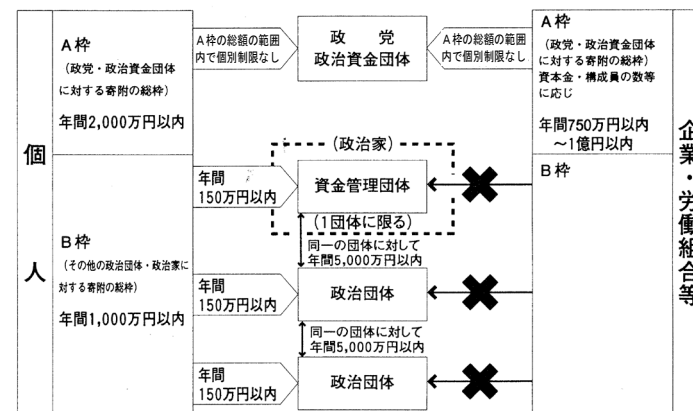 個人
A枠
(政党・政治資金団体
に対する寄附の総枠)
年間2,000万円以内
B枠
(その他の政治団体・政治家に
対する寄附の総枠)
年間1,000万円以内
A枠の総額の範囲
内で個別制限なし
政　党
政治資金団体
A枠の総額の範囲
内で個別制限なし
(政治家)
年間
150万円以内
資金管理団体
(1団体に限る)
同一の団体に対して
年間5,000万円以内
年間
150万円以内
政治団体
同一の団体に対して
年間5,000万円以内
年間
150万円以内
政治団体
A枠
(政党・政治資金団体
に対する寄附の総枠)
資本金・構成員の数等
に応じ
年間750万円以内
～1億円以内
B枠
企業・労働組合等